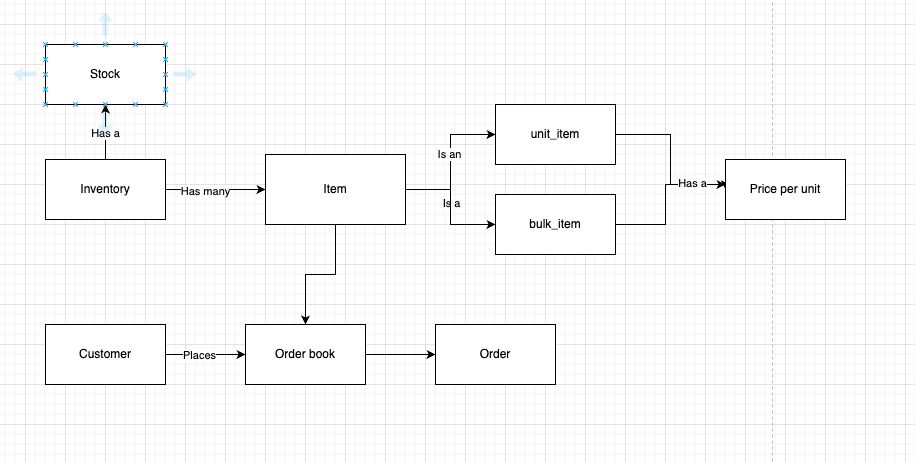 Stock
Has a
Inventory
Has many
Item
Is an
Is a
unit_item
bulk_item
Has a
Price per unit
Customer
Places
Order book
Order